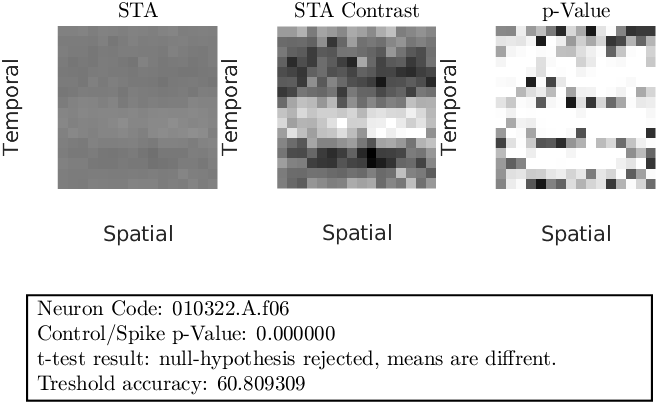 STA
STA Contrast
p-Value
Temporal
Temporal
Temporal
Spatial
Spatial
Spatial
Neuron Code: 010322.A.f06
Control/Spike p-Value: 0.000000
t-test result: null-hypothesis rejected, means are diffrent.
Treshold accuracy: 60.809309